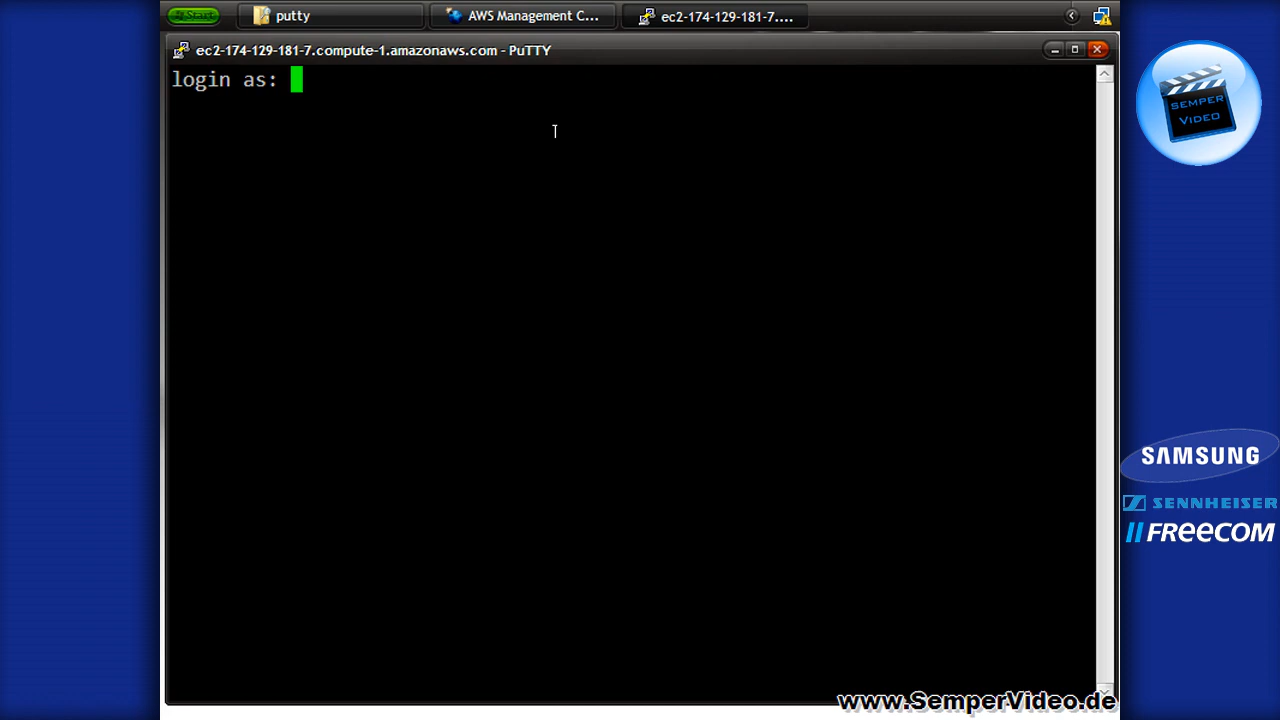 Start
putty
AWS Management C...
ec2-174-129-181-7....
ec2-174-129-181-7.compute-1.amazonaws.com - PuTTY
login as:
SEMPER
VIDEO
SAMSUNG
SENNHEISER
FREECOM
www.SemperVideo.de